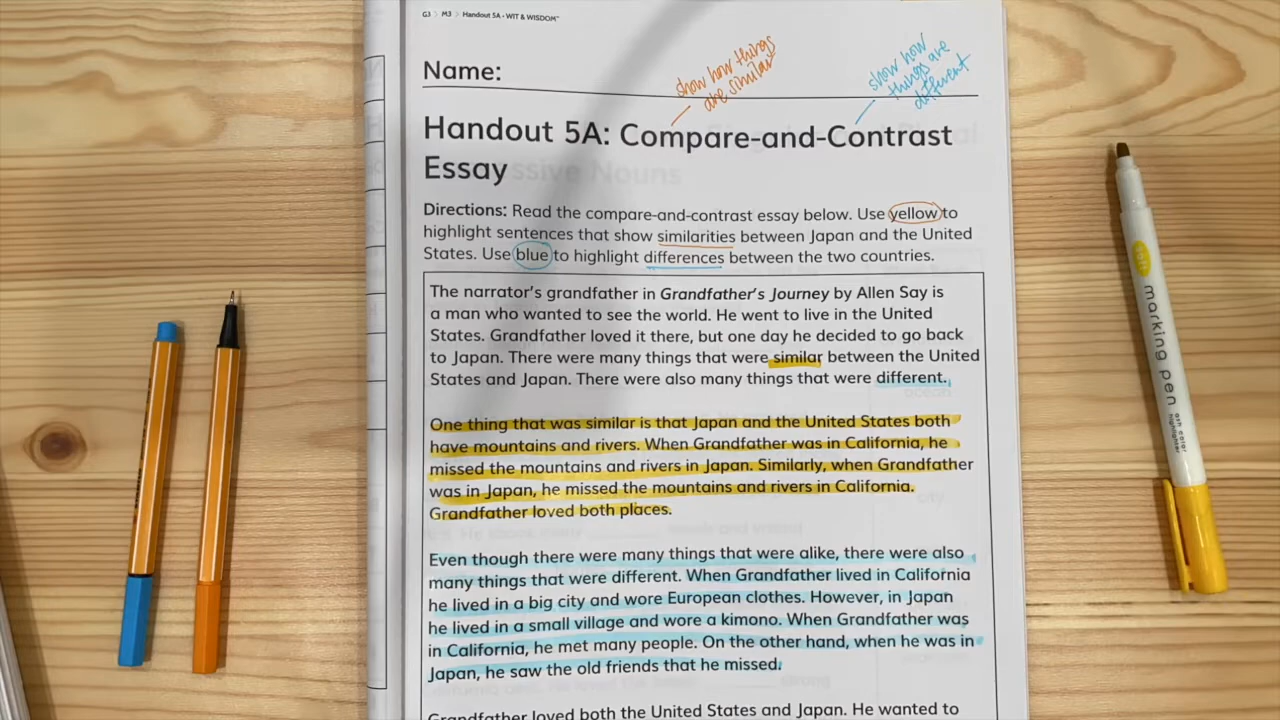 G3 > M3 > Handout 5A • WIT & WISDOM™
show how things
are similar
show how
things are
different
Name:
Handout 5A: Compare-and-Contrast
Essay
Directions: Read the compare-and-contrast essay below. Use yellow to
highlight sentences that show similarities between Japan and the United
States. Use blue to highlight differences between the two countries.
The narrator's grandfather in Grandfather's Journey by Allen Say is
a man who wanted to see the world. He went to live in the United
States. Grandfather loved it there, but one day he decided to go back
to Japan. There were many things that were similar between the United
States and Japan. There were also many things that were different.
One thing that was similar is that Japan and the United States both
have mountains and rivers. When Grandfather was in California, he
missed the mountains and rivers in Japan. Similarly, when Grandfather
was in Japan, he missed the mountains and rivers in California.
Grandfather loved both places.
Even though there were many things that were alike, there were also
many things that were different. When Grandfather lived in California
he lived in a big city and wore European clothes. However, in Japan
he lived in a small village and wore a kimono. When Grandfather was
in California, he met many people. On the other hand, when he was in
Japan, he saw the old friends that he missed.
Grandfather loved both the United States and Japan. He wanted to
marking pen
ash color
highlighter